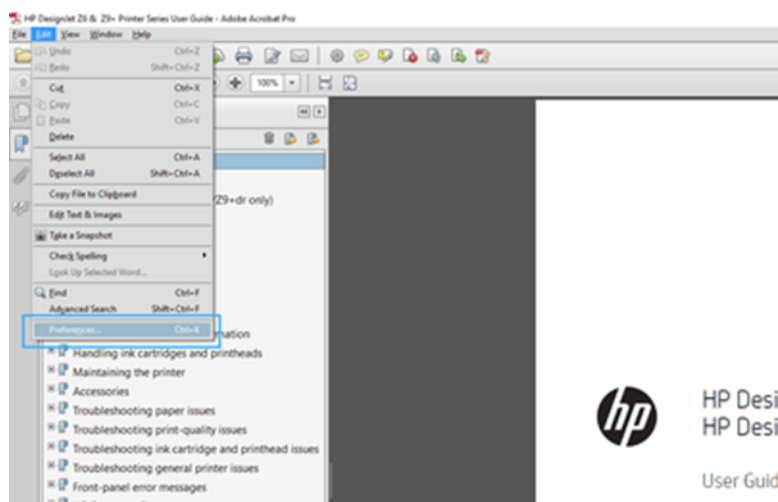 HP DesignJet Z6 & Z9+ Printer Series User Guide - Adobe Acrobat Pro
File Edit View Window Help
Undo Ctrl+Z
Redo Shift+Ctrl+Z
100%
Cut Ctrl+X
Copy Ctrl+C
Paste Ctrl+V
Delete
Select All Ctrl+A
Deselect All Shift+Ctrl+A
Copy File to Clipboard
/Z9+dr only)
Edit Text & Images
Take a Snapshot
Check Spelling
Look Up Selected Word...
Find Ctrl+F
Advanced Search Shift+Ctrl+F
Preferences... Ctrl+K
mation
Handling ink cartridges and printheads
Maintaining the printer
Accessories
Troubleshooting paper issues
Troubleshooting print-quality issues
Troubleshooting ink cartridge and printhead issues
Troubleshooting general printer issues
Front-panel error messages
hp
HP Desi
HP Desi
User Guid